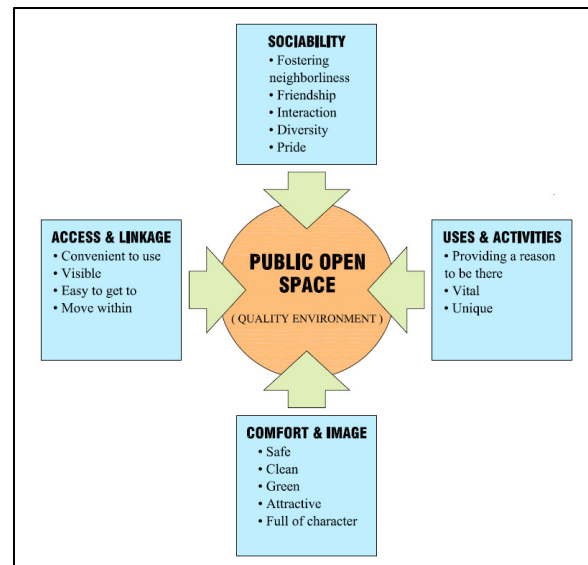 SOCIABILITY
• Fostering
neighborliness
• Friendship
• Interaction
• Diversity
• Pride
ACCESS & LINKAGE
• Convenient to use
• Visible
• Easy to get to
• Move within
PUBLIC OPEN
SPACE
( QUALITY ENVIRONMENT )
USES & ACTIVITIES
• Providing a reason
to be there
• Vital
• Unique
COMFORT & IMAGE
• Safe
• Clean
• Green
• Attractive
• Full of character